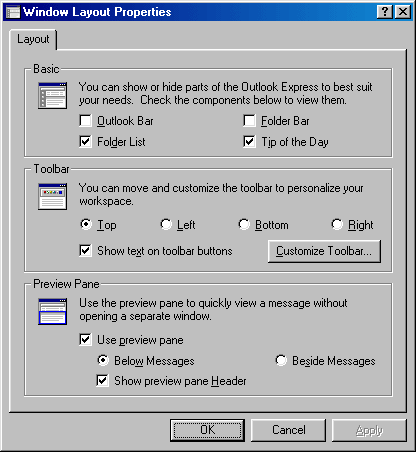 Window Layout Properties
Layout
Basic
You can show or hide parts of the Outlook Express to best suit
your needs.  Check the components below to view them.
Outlook Bar
Folder Bar
Folder List
Tip of the Day
Toolbar
You can move and customize the toolbar to personalize your
workspace.
Top
Left
Bottom
Right
Show text on toolbar buttons
Customize Toolbar...
Preview Pane
Use the preview pane to quickly view a message without
opening a separate window.
Use preview pane
Below Messages
Beside Messages
Show preview pane Header
OK
Cancel
Apply